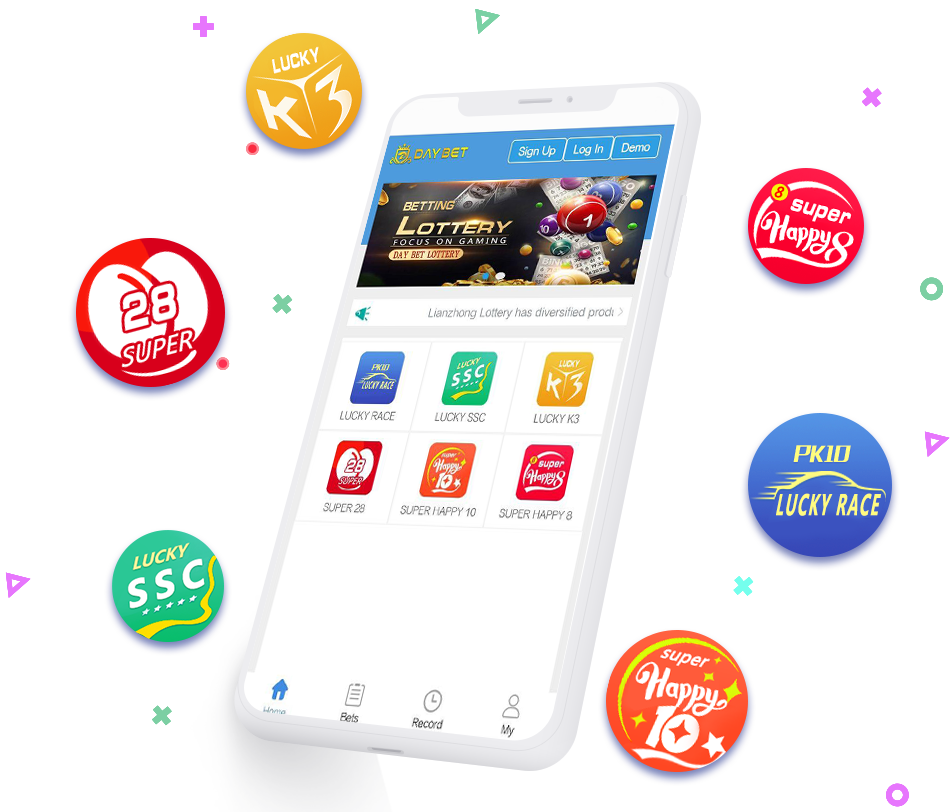 LUCKY
K3
8
super
Happy8
28
SUPER
PK10
LUCKY RACE
LUCKY
SSC
super
Happy
10
DAY BET
Sign Up
Log In
Demo
BETTING
LOTTERY
FOCUS ON GAMING
DAY BET LOTTERY
10
1
Lianzhong Lottery has diversified produ
PK10
LUCKY RACE
LUCKY
SSC
LUCKY
K3
LUCKY RACE
LUCKY SSC
LUCKY K3
28
SUPER
super
Happy
10
8
super
Happy8
SUPER 28
SUPER HAPPY 10
SUPER HAPPY 8
Home
Bets
Record
My